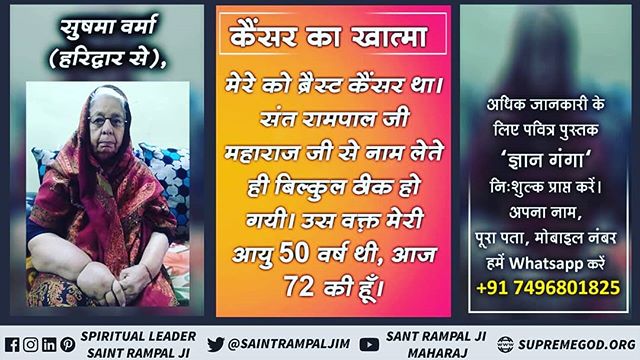 सुषमा वर्मा
(हरिद्वार से),
कैंसर का खात्मा
मेरे को ब्रैस्ट कैंसर था।
संत रामपाल जी
महाराज जी से नाम लेते
ही बिल्कुल ठीक हो
गयी। उस वक़्त मेरी
आयु 50 वर्ष थी, आज
72 की हूँ।
अधिक जानकारी के
लिए पवित्र पुस्तक
‘ज्ञान गंगा‘
निःशुल्क प्राप्त करें।
अपना नाम,
पूरा पता, मोबाइल नंबर
हमें Whatsapp करें
+91 7496801825
SPIRITUAL LEADER
SAINT RAMPAL JI
@SAINTRAMPALJIM
SANT RAMPAL JI
MAHARAJ
SUPREMEGOD.ORG